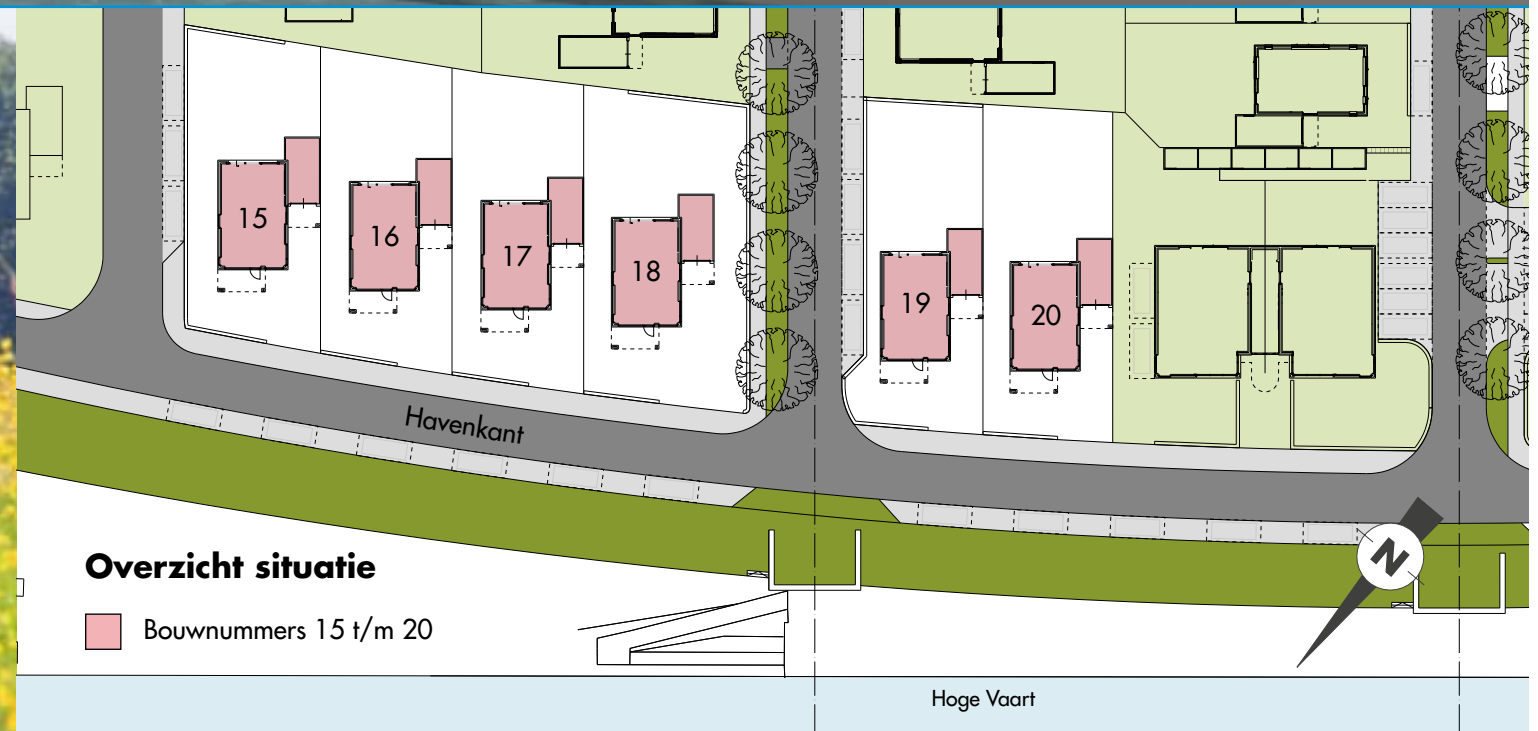 15
16
17
18
19
20
Havenkant
Overzicht situatie
Bouwnummers 15 t/m 20
N
Hoge Vaart